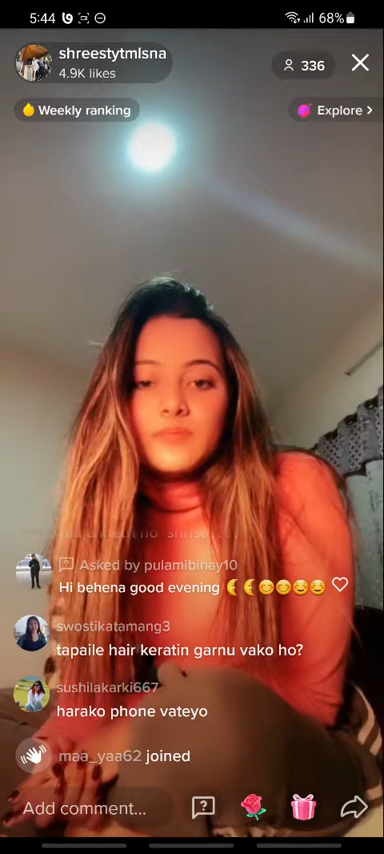 5:44
68%
shreestytmlsna
4.9K likes
336
Weekly ranking
Explore >
Asked by pulamibinay10
Hi behena good evening 🌙🌙😊😊☺️☺️
swostikatamang3
tapaile hair keratin garnu vako ho?
sushilakarki667
harako phone vateyo
maa_yaa62 joined
Add comment...